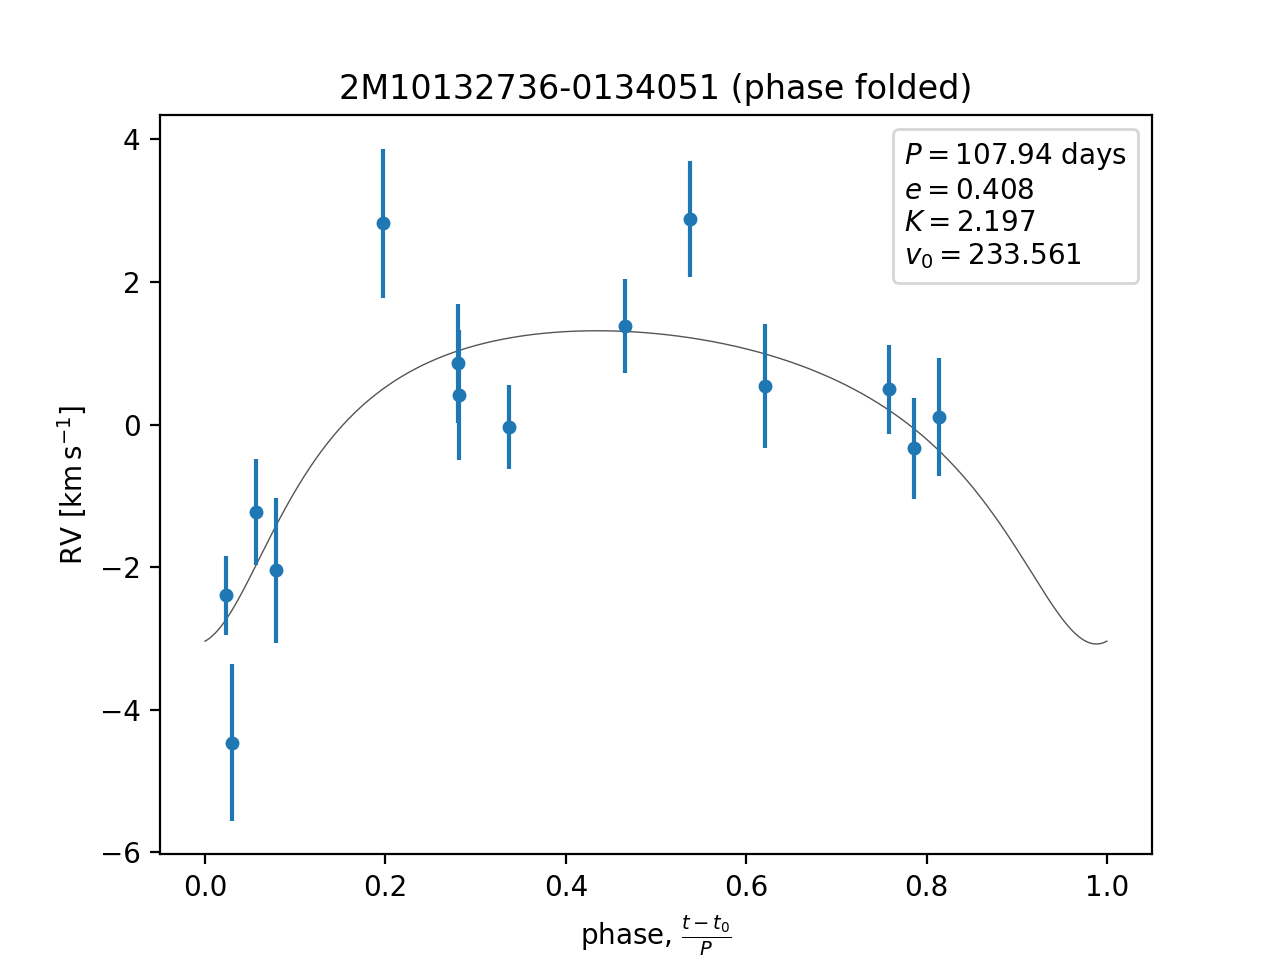 2M10132736-0134051 (phase folded)
P = 107.94 days
e = 0.408
K = 2.197
v₀ = 233.561
4
2
0
−2
−4
−6
RV [km s⁻¹]
0.0 0.2 0.4 0.6 0.8 1.0
phase, (t − t₀)/P